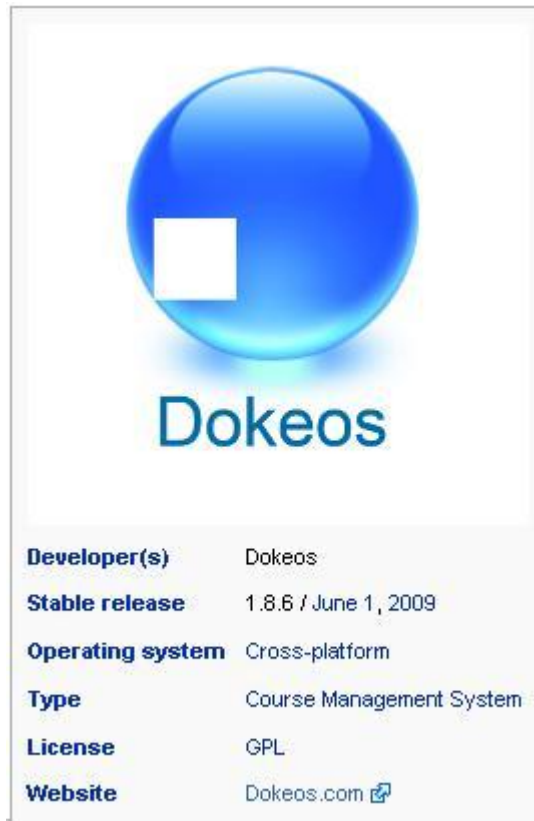 Dokeos
Developer(s) Dokeos
Stable release 1.8.6 / June 1, 2009
Operating system Cross-platform
Type Course Management System
License GPL
Website Dokeos.com